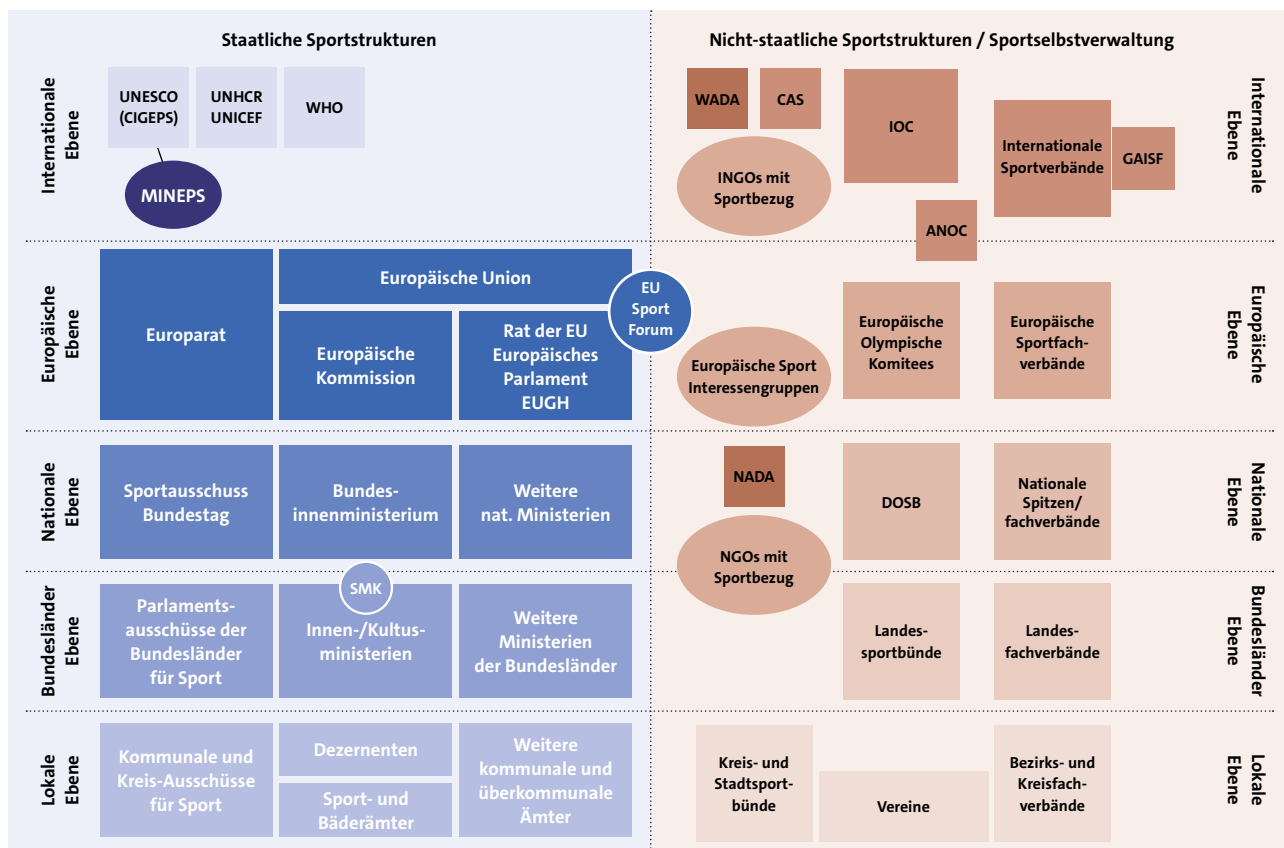 Staatliche Sportstrukturen
Nicht-staatliche Sportstrukturen / Sportselbstverwaltung
Internationale
Ebene
UNESCO
(CIGEPS)
UNHCR
UNICEF
WHO
MINEPS
WADA
CAS
INGOs mit
Sportbezug
IOC
ANOC
Internationale
Sportverbände
GAISF
Internationale
Ebene
Europäische
Ebene
Europarat
Europäische Union
Europäische
Kommission
Rat der EU
Europäisches
Parlament
EUGH
EU
Sport
Forum
Europäische Sport
Interessengruppen
Europäische
Olympische
Komitees
Europäische
Sportfach-
verbände
Europäische
Ebene
Nationale
Ebene
Sportausschuss
Bundestag
Bundes-
innenministerium
Weitere
nat. Ministerien
NADA
NGOs mit
Sportbezug
DOSB
Nationale
Spitzen/
fachverbände
Nationale
Ebene
Bundesländer
Ebene
Parlaments-
ausschüsse der
Bundesländer
für Sport
SMK
Innen-/Kultus-
ministerien
Weitere
Ministerien
der Bundesländer
Landes-
sportbünde
Landes-
fachverbände
Bundesländer
Ebene
Lokale
Ebene
Kommunale und
Kreis-Ausschüsse
für Sport
Dezernenten
Sport- und
Bäderämter
Weitere
kommunale und
überkommunale
Ämter
Kreis- und
Stadtsport-
bünde
Vereine
Bezirks- und
Kreisfach-
verbände
Lokale
Ebene